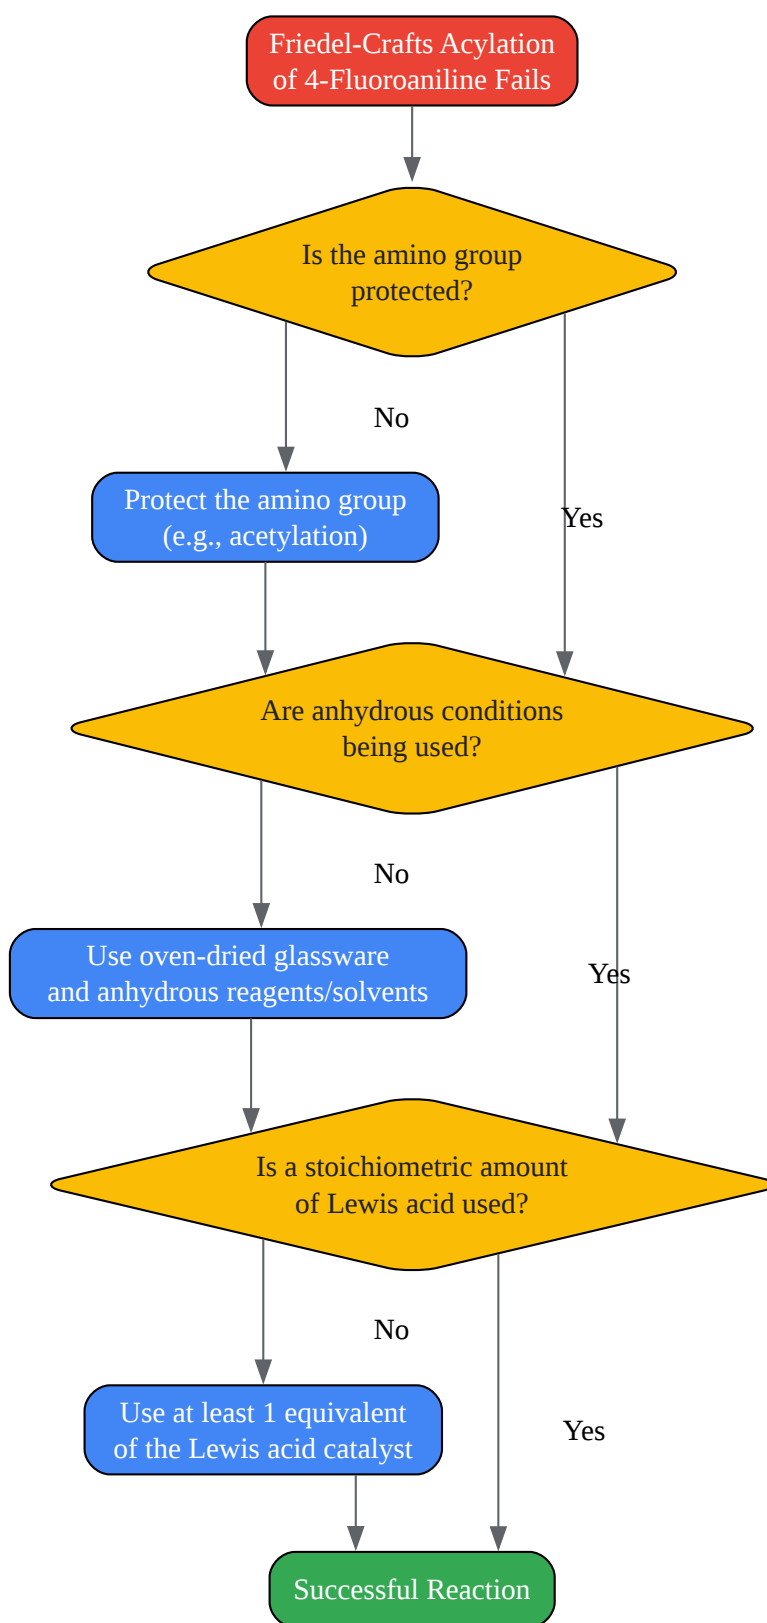 Friedel-Crafts Acylation
of 4-Fluoroaniline Fails
Is the amino group
protected?
No
Protect the amino group
(e.g., acetylation)
Yes
Are anhydrous conditions
being used?
No
Use oven-dried glassware
and anhydrous reagents/solvents
Yes
Is a stoichiometric amount
of Lewis acid used?
No
Use at least 1 equivalent
of the Lewis acid catalyst
Yes
Successful Reaction